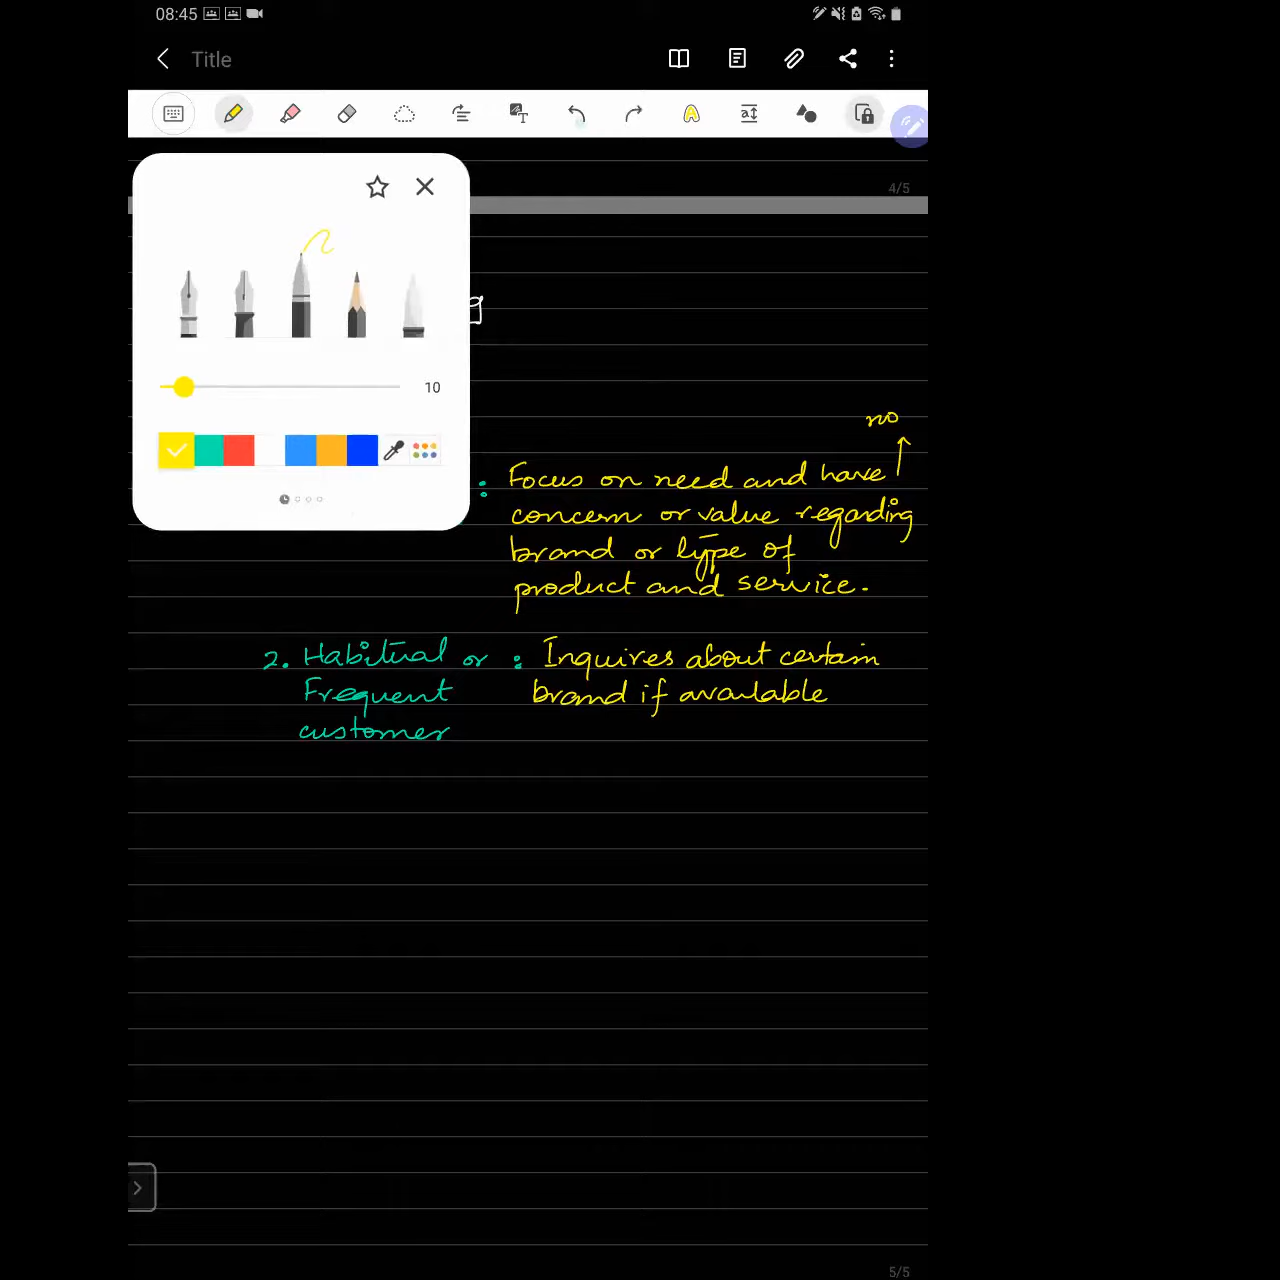 08:45
Title
4/5
g
10
no
: Focus on need and have
concern or value regarding
brand or type of
product and service.
2. Habitual or : Inquires about certain
Frequent brand if available
customer
5/5